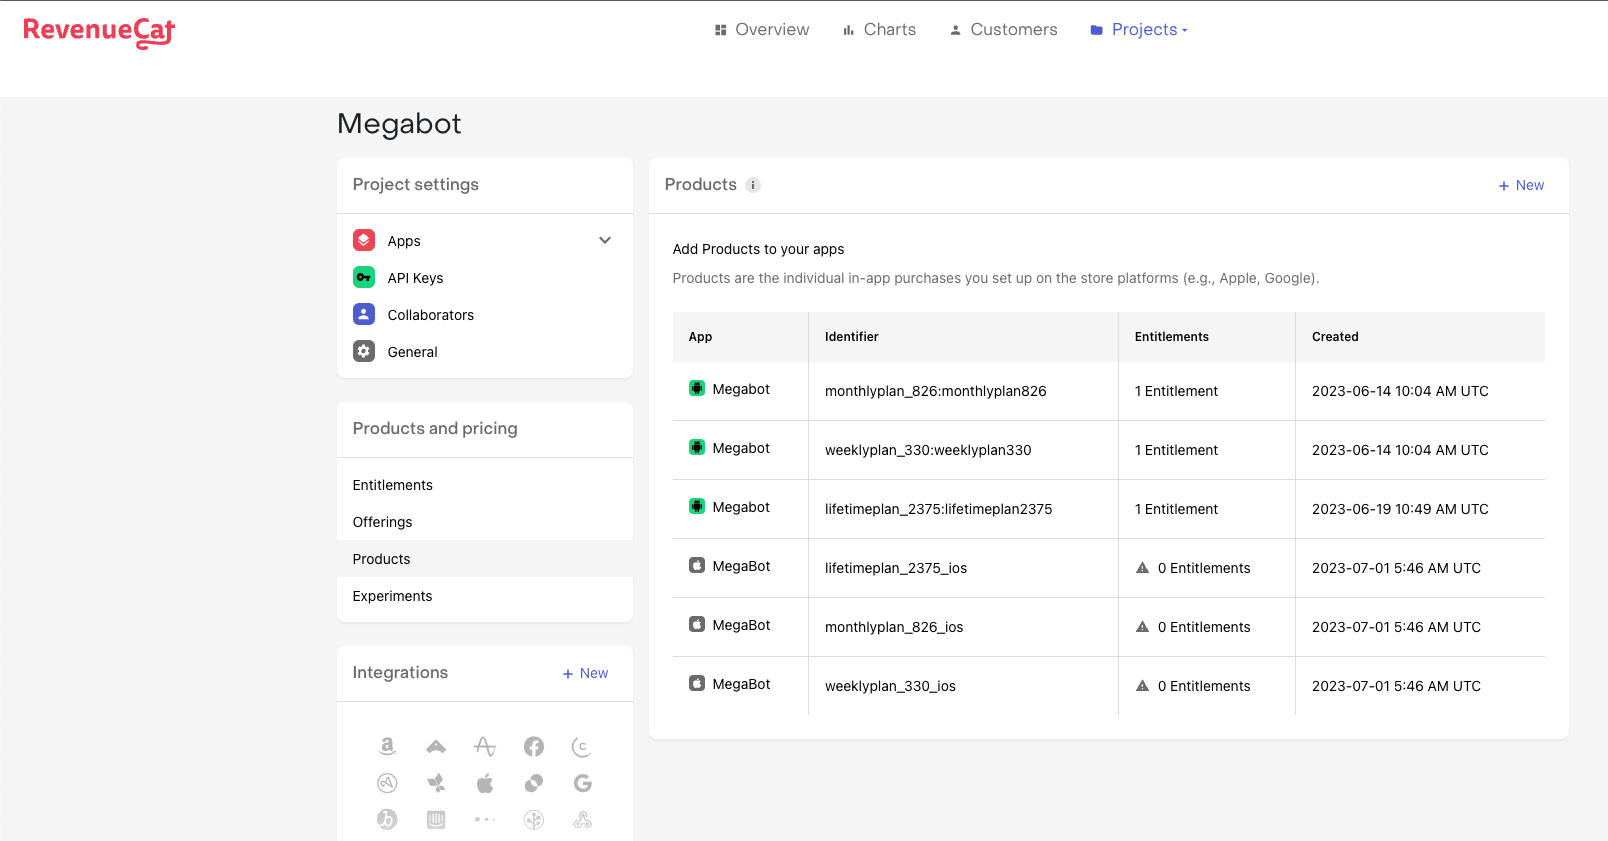 RevenueCat
Overview
Charts
Customers
Projects
Megabot
Project settings
Apps
API Keys
Collaborators
General
Products and pricing
Entitlements
Offerings
Products
Experiments
Integrations
+ New
Products
+ New
Add Products to your apps
Products are the individual in-app purchases you set up on the store platforms (e.g., Apple, Google).
App Identifier Entitlements Created
Megabot monthlyplan_826:monthlyplan826 1 Entitlement 2023-06-14 10:04 AM UTC
Megabot weeklyplan_330:weeklyplan330 1 Entitlement 2023-06-14 10:04 AM UTC
Megabot lifetimeplan_2375:lifetimeplan2375 1 Entitlement 2023-06-19 10:49 AM UTC
MegaBot lifetimeplan_2375_ios 0 Entitlements 2023-07-01 5:46 AM UTC
MegaBot monthlyplan_826_ios 0 Entitlements 2023-07-01 5:46 AM UTC
MegaBot weeklyplan_330_ios 0 Entitlements 2023-07-01 5:46 AM UTC